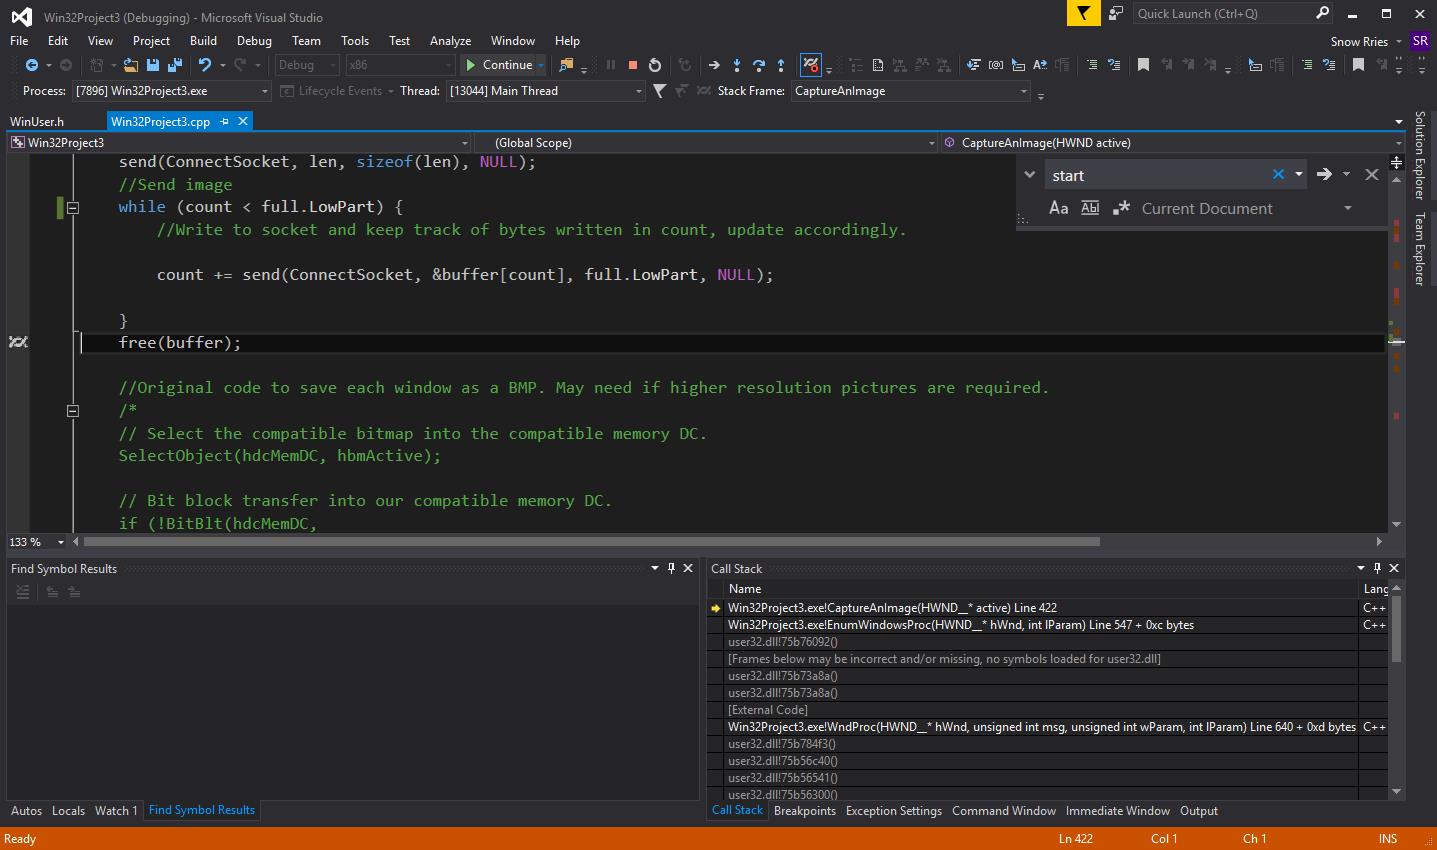 Win32Project3 (Debugging) - Microsoft Visual Studio
Quick Launch (Ctrl+Q)
File Edit View Project Build Debug Team Tools Test Analyze Window Help
Snow Rries
SR
Debug x86 Continue
Process: [7896] Win32Project3.exe Lifecycle Events Thread: [13044] Main Thread Stack Frame: CaptureAnImage
WinUser.h Win32Project3.cpp
Win32Project3 (Global Scope) CaptureAnImage(HWND active)
send(ConnectSocket, len, sizeof(len), NULL);
//Send image
while (count < full.LowPart) {
//Write to socket and keep track of bytes written in count, update accordingly.
count += send(ConnectSocket, &buffer[count], full.LowPart, NULL);
}
free(buffer);
//Original code to save each window as a BMP. May need if higher resolution pictures are required.
/*
// Select the compatible bitmap into the compatible memory DC.
SelectObject(hdcMemDC, hbmActive);
// Bit block transfer into our compatible memory DC.
if (!BitBlt(hdcMemDC,
start
Aa Ab .* Current Document
Solution Explorer
Team Explorer
133 %
Find Symbol Results
Call Stack
Name Lang
Win32Project3.exe!CaptureAnImage(HWND__* active) Line 422 C++
Win32Project3.exe!EnumWindowsProc(HWND__* hWnd, int lParam) Line 547 + 0xc bytes C++
user32.dll!75b76092()
[Frames below may be incorrect and/or missing, no symbols loaded for user32.dll]
user32.dll!75b73a8a()
user32.dll!75b73a8a()
[External Code]
Win32Project3.exe!WndProc(HWND__* hWnd, unsigned int msg, unsigned int wParam, int lParam) Line 640 + 0xd bytes C++
user32.dll!75b784f3()
user32.dll!75b56c40()
user32.dll!75b56541()
user32.dll!75b56300()
Autos Locals Watch 1 Find Symbol Results
Call Stack Breakpoints Exception Settings Command Window Immediate Window Output
Ready
Ln 422 Col 1 Ch 1 INS